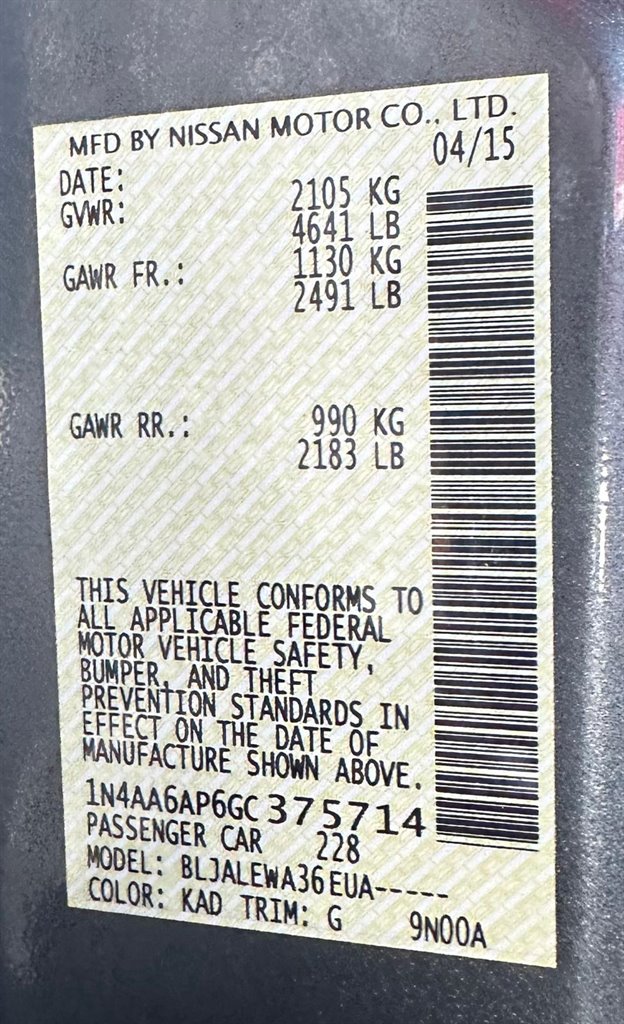 MFD BY NISSAN MOTOR CO., LTD.
DATE: 04/15
GVWR: 2105 KG
4641 LB
GAWR FR.: 1130 KG
2491 LB
GAWR RR.: 990 KG
2183 LB
THIS VEHICLE CONFORMS TO
ALL APPLICABLE FEDERAL
MOTOR VEHICLE SAFETY,
BUMPER, AND THEFT
PREVENTION STANDARDS IN
EFFECT ON THE DATE OF
MANUFACTURE SHOWN ABOVE.
1N4AA6AP6GC375714
PASSENGER CAR 228
MODEL: BLJALEWA36EUA-----
COLOR: KAD TRIM: G 9N00A